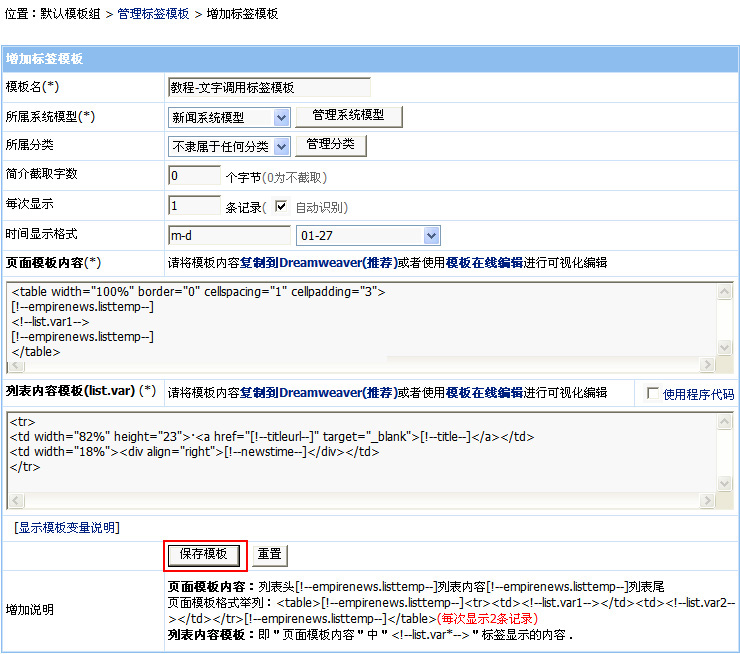 位置：默认模板组 > 管理标签模板 > 增加标签模板
增加标签模板
模板名(*) 教程-文字调用标签模板
所属系统模型(*) 新闻系统模型 管理系统模型
所属分类 不隶属于任何分类 管理分类
简介截取字数 0 个字节(0为不截取)
每次显示 1 条记录( 自动识别)
时间显示格式 m-d 01-27
页面模板内容(*) 请将模板内容复制到Dreamweaver(推荐)或者使用模板在线编辑进行可视化编辑
<table width="100%" border="0" cellspacing="1" cellpadding="3">
[!--empirenews.listtemp--]
<!--list.var1-->
[!--empirenews.listtemp--]
</table>
列表内容模板(list.var) (*) 请将模板内容复制到Dreamweaver(推荐)或者使用模板在线编辑进行可视化编辑 使用程序代码
<tr>
<td width="82%" height="23">·<a href="[!--titleurl--]" target="_blank">[!--title--]</a></td>
<td width="18%"><div align="right">[!--newstime--]</div></td>
</tr>
[显示模板变量说明]
保存模板 重置
增加说明
页面模板内容：列表头[!--empirenews.listtemp--]列表内容[!--empirenews.listtemp--]列表尾
页面模板格式举列：<table>[!--empirenews.listtemp--]<tr><td><!--list.var1--></td><td><!--list.var2--
></td></tr>[!--empirenews.listtemp--]</table>(每次显示2条记录)
列表内容模板：即"页面模板内容"中"<!--list.var*-->"标签显示的内容．